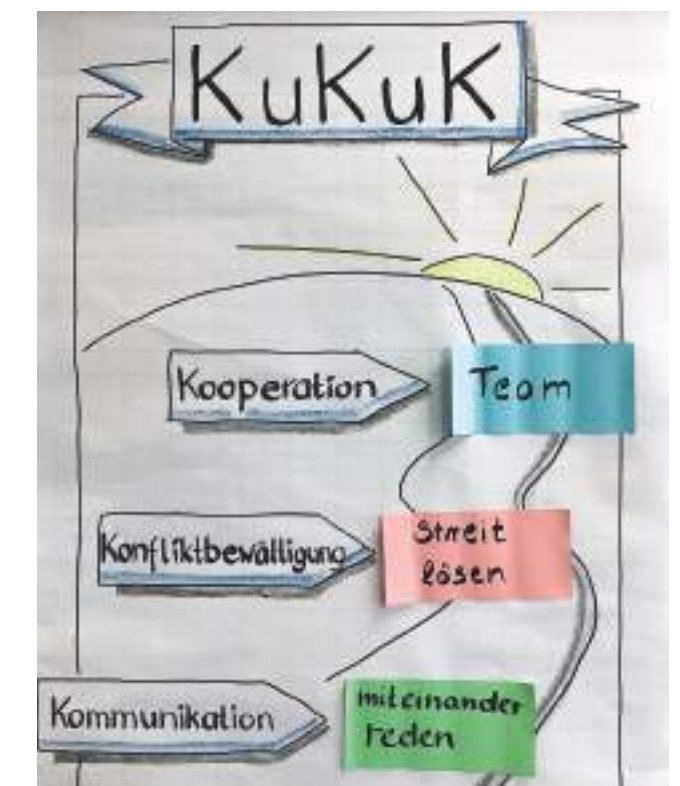 KuKuK
Kooperation
Team
Konfliktbewältigung
Streit
lösen
Kommunikation
miteinander
reden